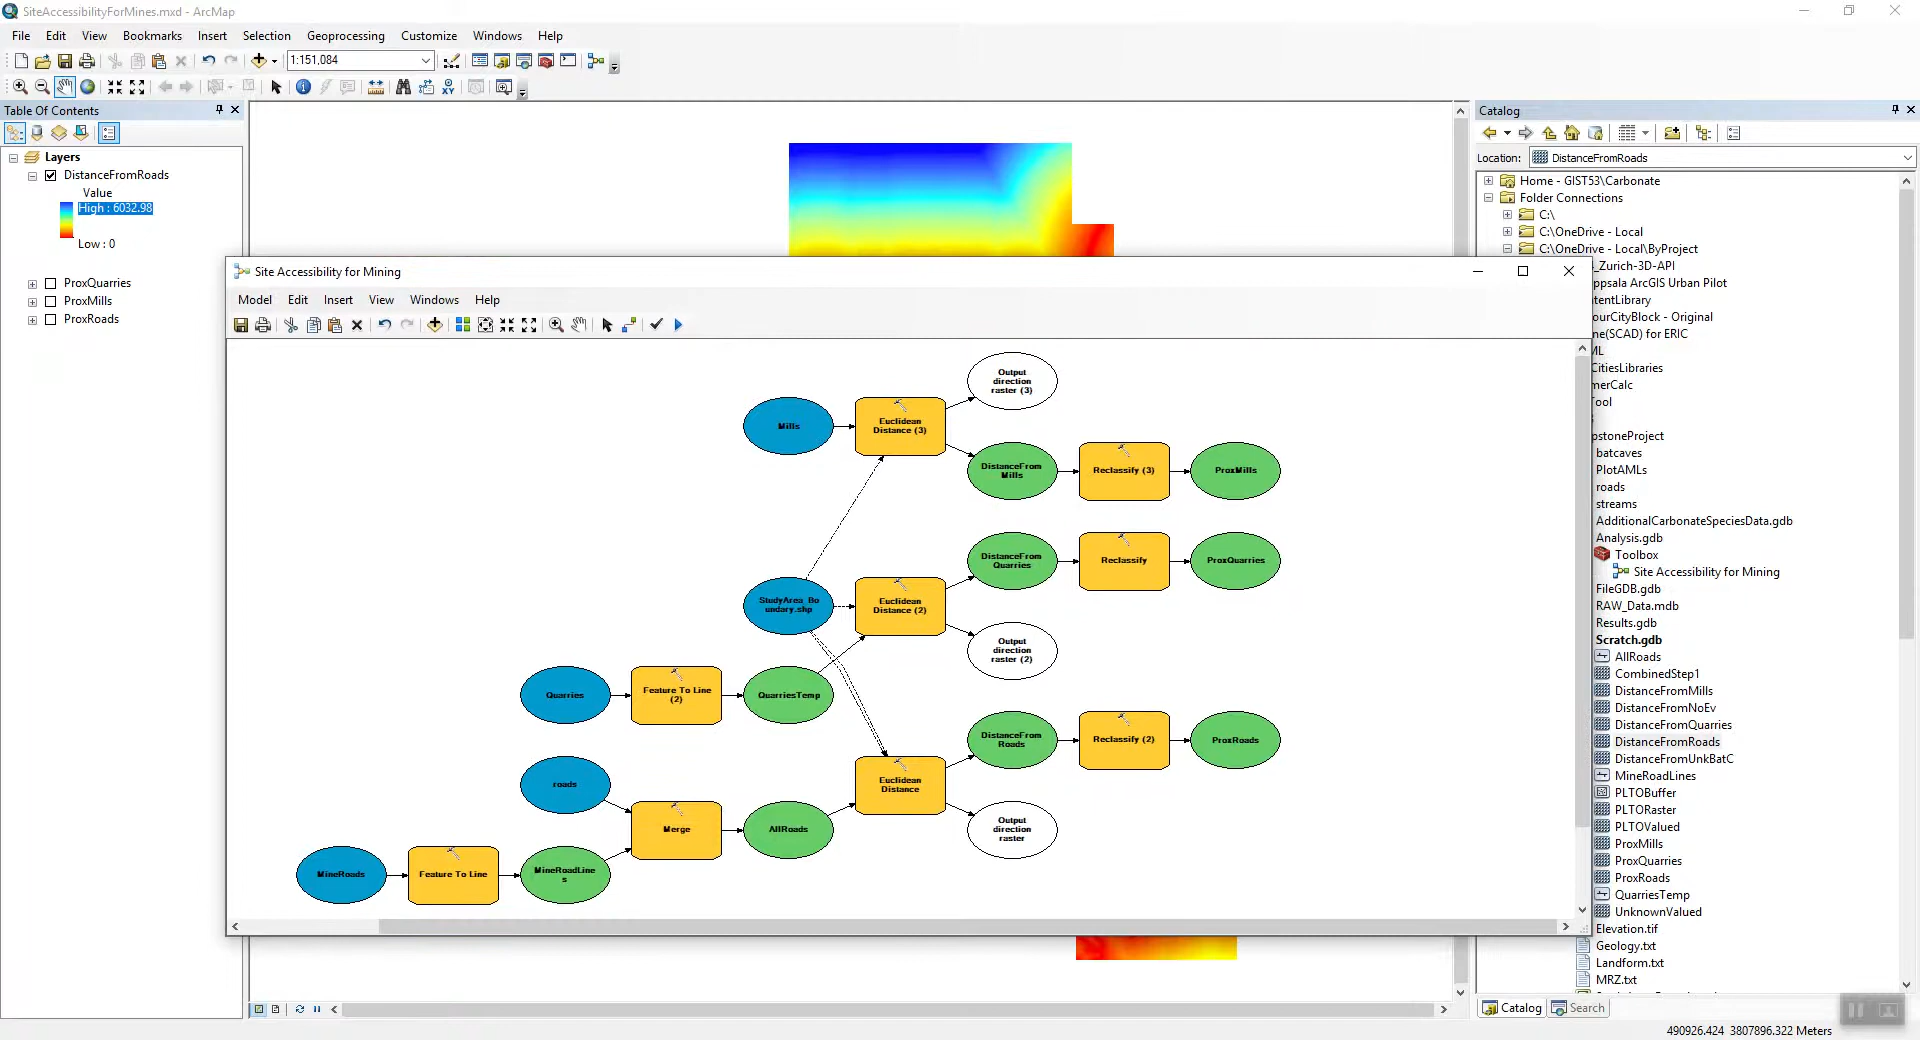 SiteAccessibilityForMines.mxd - ArcMap
File Edit View Bookmarks Insert Selection Geoprocessing Customize Windows Help
1:151,084
Table Of Contents
Layers
DistanceFromRoads
Value
High : 6032.98
Low : 0
ProxQuarries
ProxMills
ProxRoads
Site Accessibility for Mining
Model Edit Insert View Windows Help
Output
direction
raster (3)
Mills
Euclidean
Distance (3)
DistanceFrom
Mills
Reclassify (3)
ProxMills
DistanceFrom
Quarries
Reclassify
ProxQuarries
StudyArea_Bo
undary.shp
Euclidean
Distance (2)
Output
direction
raster (2)
Quarries
Feature To Line
(2)
QuarriesTemp
DistanceFrom
Roads
Reclassify (2)
ProxRoads
roads
Euclidean
Distance
Merge
AllRoads
Output
direction
raster
MineRoads
Feature To Line
MineRoadLine
s
Catalog
Location: DistanceFromRoads
Home - GIST53\Carbonate
Folder Connections
C:\
C:\OneDrive - Local
C:\OneDrive - Local\ByProject
_Zurich-3D-API
ppsala ArcGIS Urban Pilot
ntentLibrary
ourCityBlock - Original
ne(SCAD) for ERIC
ML
CitiesLibraries
merCalc
Tool
pstoneProject
batcaves
PlotAMLs
roads
streams
AdditionalCarbonateSpeciesData.gdb
Analysis.gdb
Toolbox
Site Accessibility for Mining
FileGDB.gdb
RAW_Data.mdb
Results.gdb
Scratch.gdb
AllRoads
CombinedStep1
DistanceFromMills
DistanceFromNoEv
DistanceFromQuarries
DistanceFromRoads
DistanceFromUnkBatC
MineRoadLines
PLTOBuffer
PLTORaster
PLTOValued
ProxMills
ProxQuarries
ProxRoads
QuarriesTemp
UnknownValued
Elevation.tif
Geology.txt
Landform.txt
MRZ.txt
Catalog Search
490926.424 3807896.322 Meters